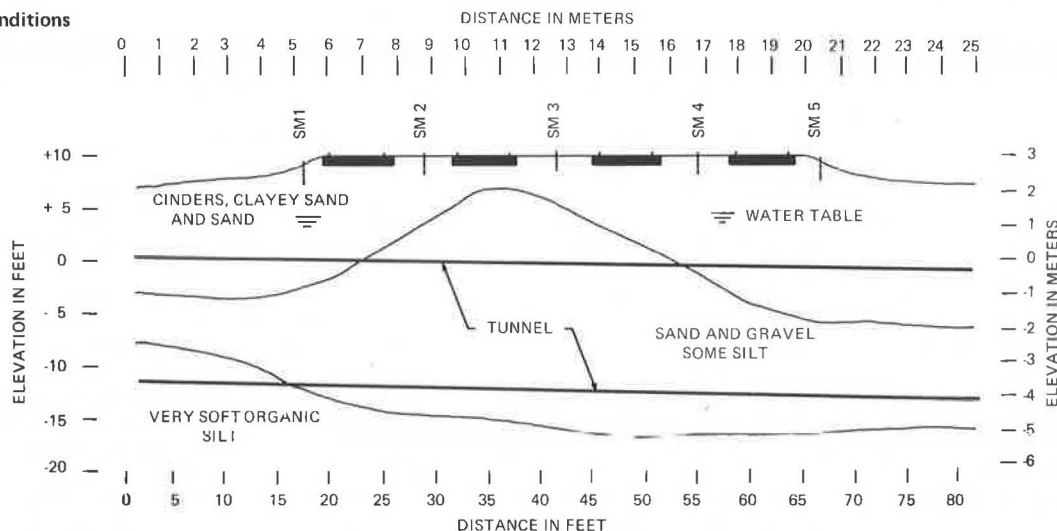 nditions
DISTANCE IN METERS
0 1 2 3 4 5 6 7 8 9 10 11 12 13 14 15 16 17 18 19 20 21 22 23 24 25
SM1 SM 2 SM 3 SM 4 SM 5
+10
+ 5
0
- 5
-10
-15
-20
ELEVATION IN FEET
CINDERS, CLAYEY SAND
AND SAND
WATER TABLE
TUNNEL
SAND AND GRAVEL
SOME SILT
VERY SOFT ORGANIC
SILT
3
2
1
0
-1
-2
-3
-4
-5
-6
ELEVATION IN METERS
0 5 10 15 20 25 30 35 40 45 50 55 60 65 70 75 80
DISTANCE IN FEET